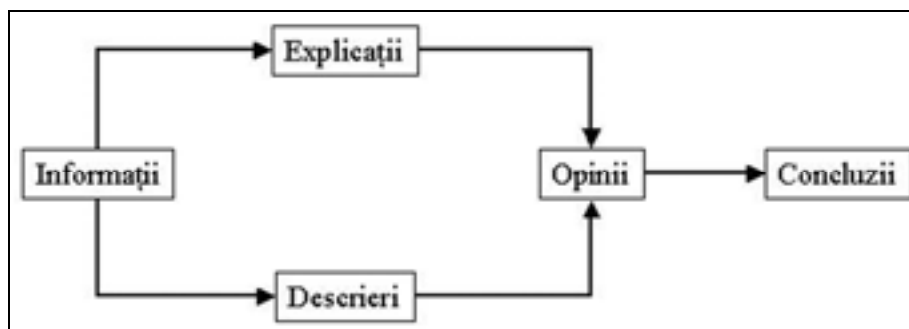 Explicații
Informații
Opinii
Concluzii
Descrieri